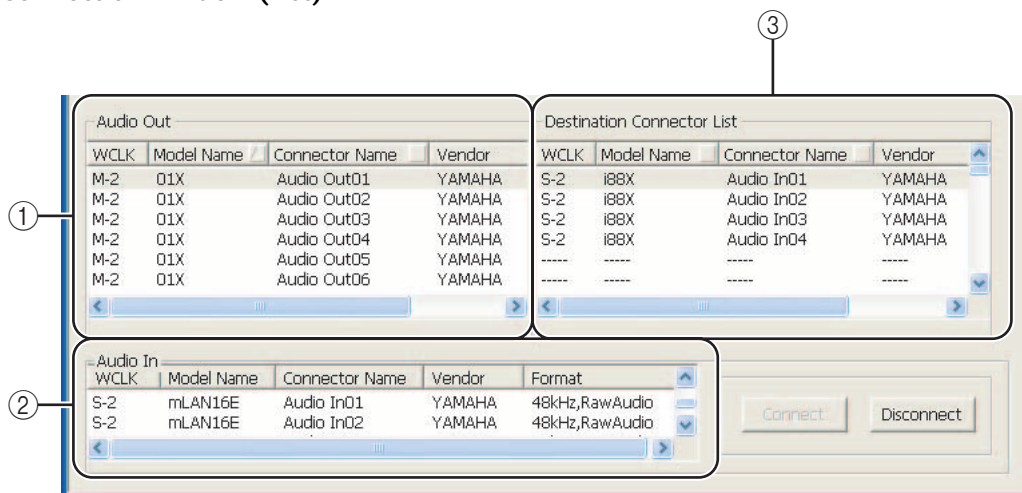 ③
Audio Out
WCLK Model Name Connector Name Vendor
M-2 01X Audio Out01 YAMAHA
M-2 01X Audio Out02 YAMAHA
M-2 01X Audio Out03 YAMAHA
M-2 01X Audio Out04 YAMAHA
M-2 01X Audio Out05 YAMAHA
M-2 01X Audio Out06 YAMAHA
①
Destination Connector List
WCLK Model Name Connector Name Vendor
S-2 i88X Audio In01 YAMAHA
S-2 i88X Audio In02 YAMAHA
S-2 i88X Audio In03 YAMAHA
S-2 i88X Audio In04 YAMAHA
----- ----- ----- -----
----- ----- ----- -----
Audio In
WCLK Model Name Connector Name Vendor Format
S-2 mLAN16E Audio In01 YAMAHA 48kHz,RawAudio
S-2 mLAN16E Audio In02 YAMAHA 48kHz,RawAudio
②
Connect
Disconnect